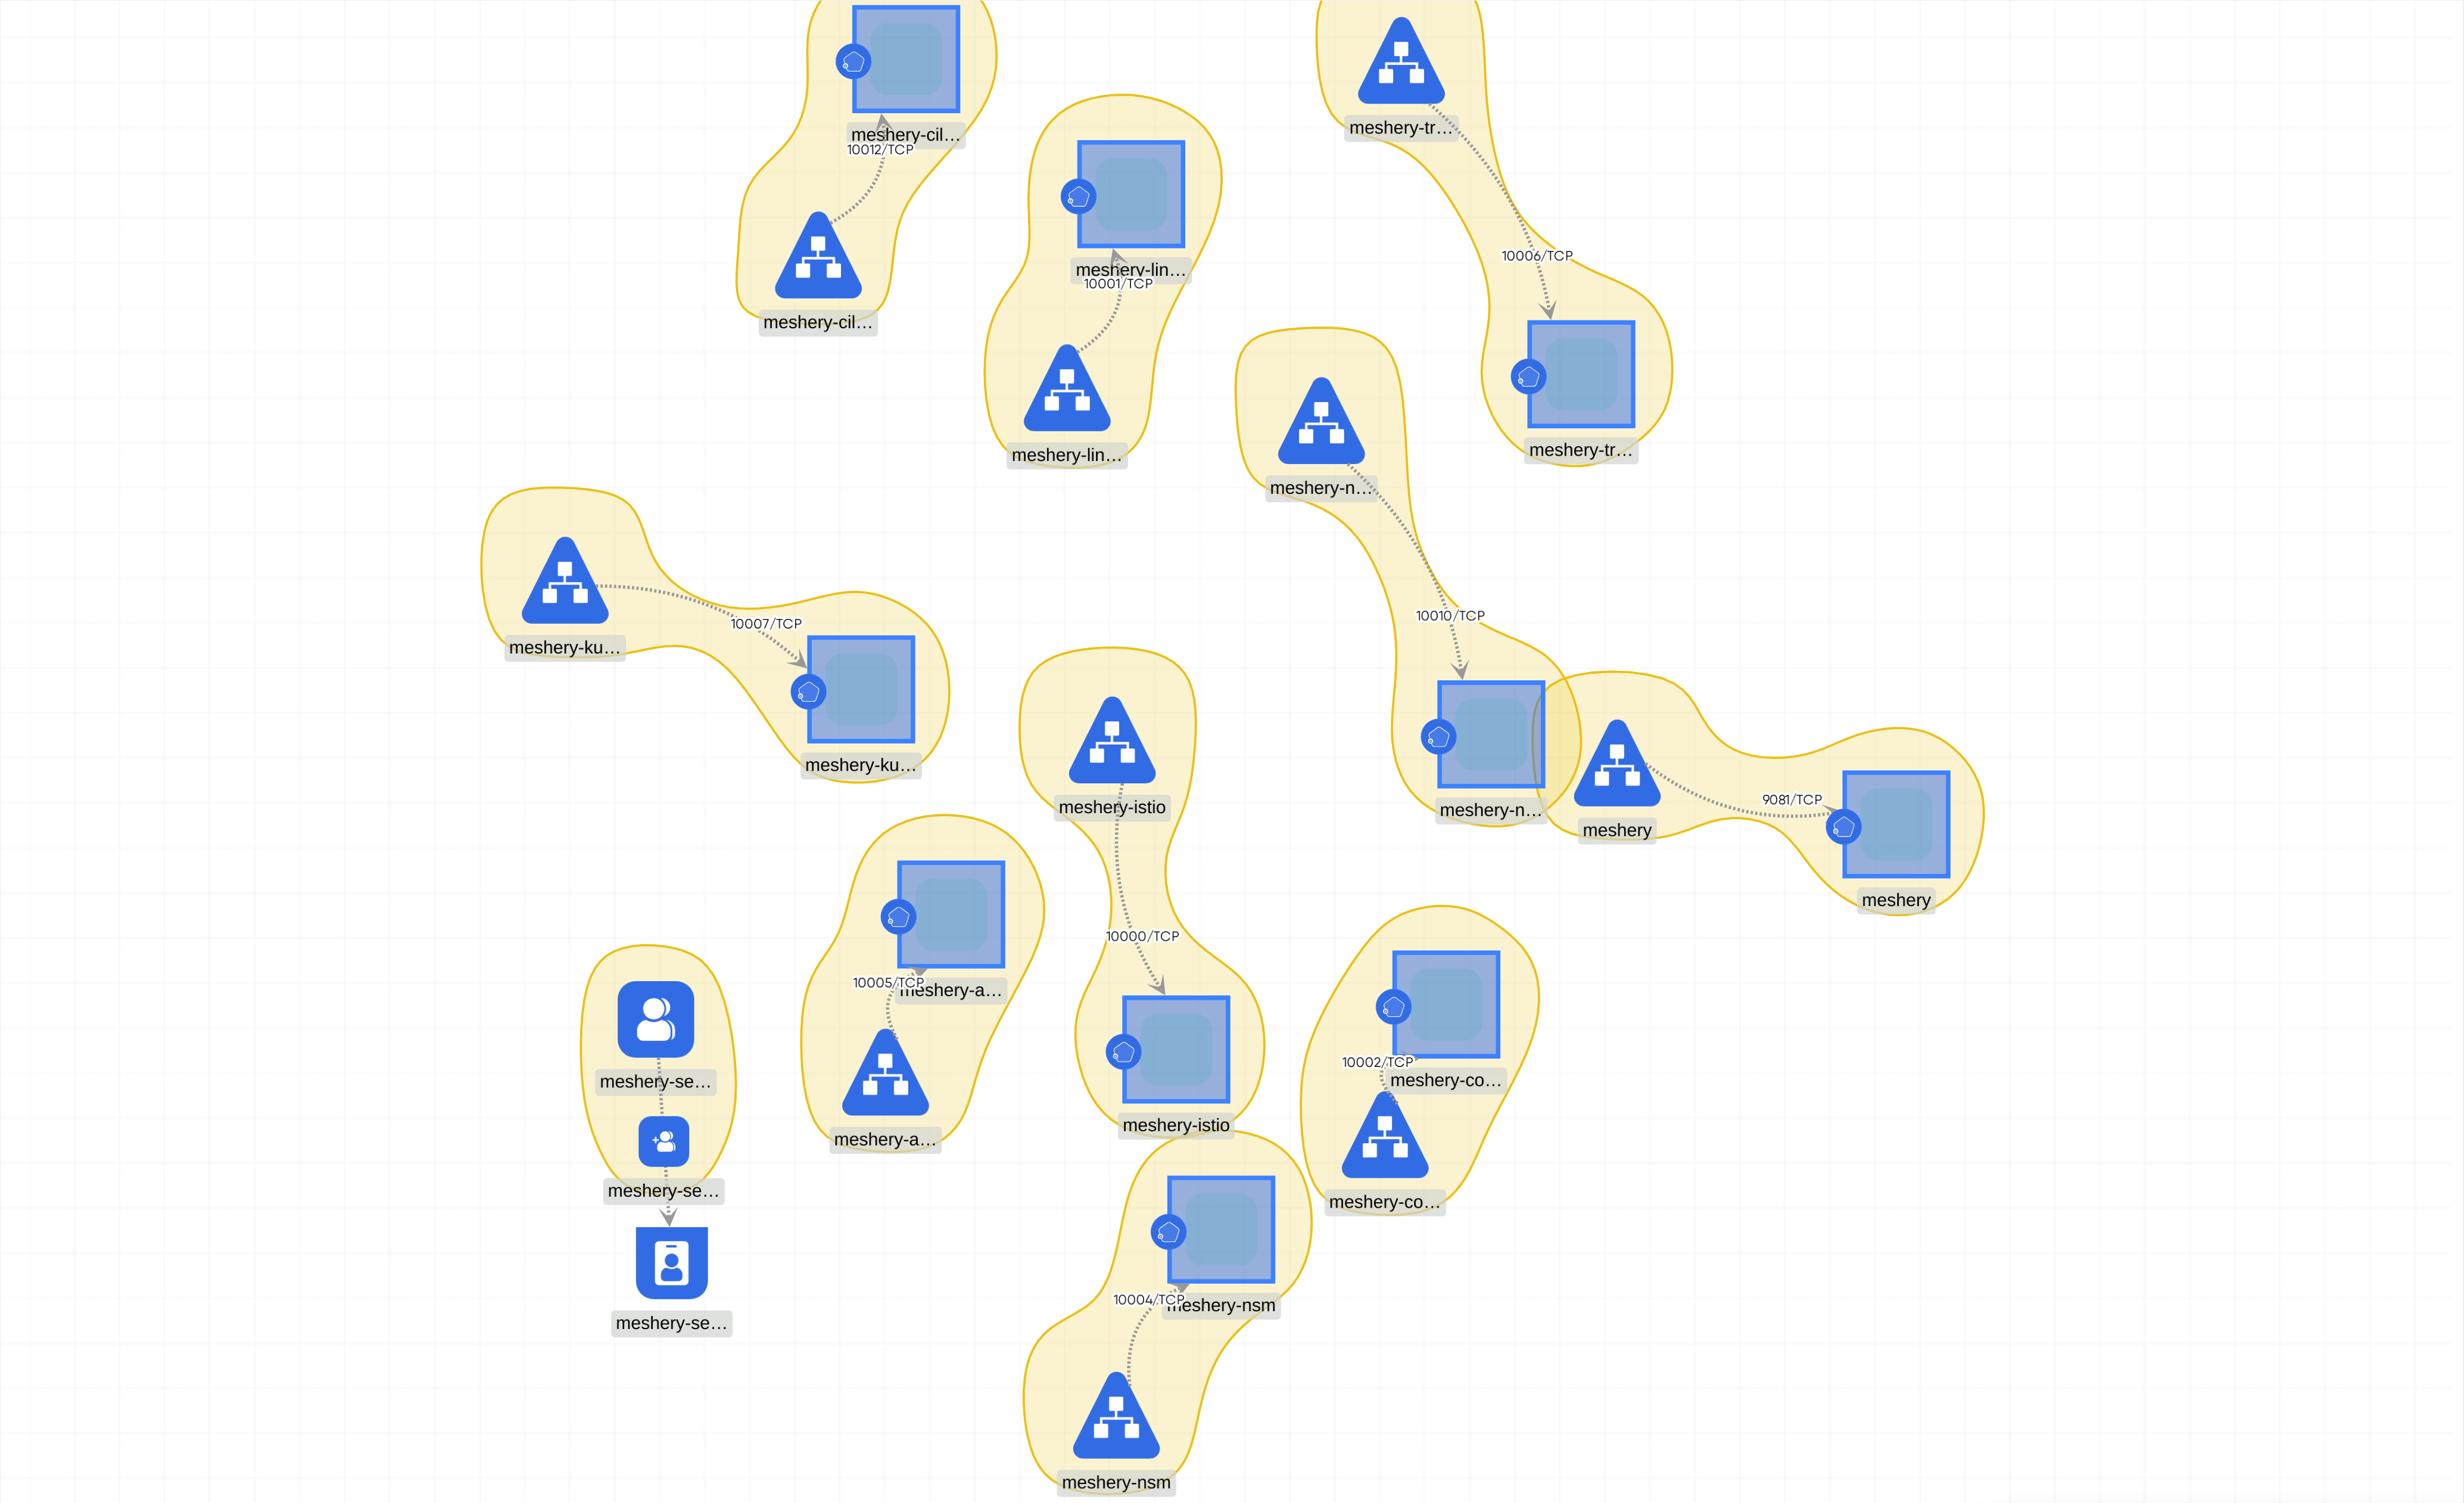 meshery-cil…
10012/TCP
meshery-cil…
meshery-lin…
10001/TCP
meshery-lin…
meshery-tr…
10006/TCP
meshery-tr…
meshery-n…
10010/TCP
meshery-n…
meshery-ku…
10007/TCP
meshery-ku…
meshery
9081/TCP
meshery
meshery-istio
10000/TCP
meshery-istio
meshery-a…
10005/TCP
meshery-a…
meshery-co…
10002/TCP
meshery-co…
meshery-se…
meshery-se…
meshery-se…
meshery-nsm
10004/TCP
meshery-nsm